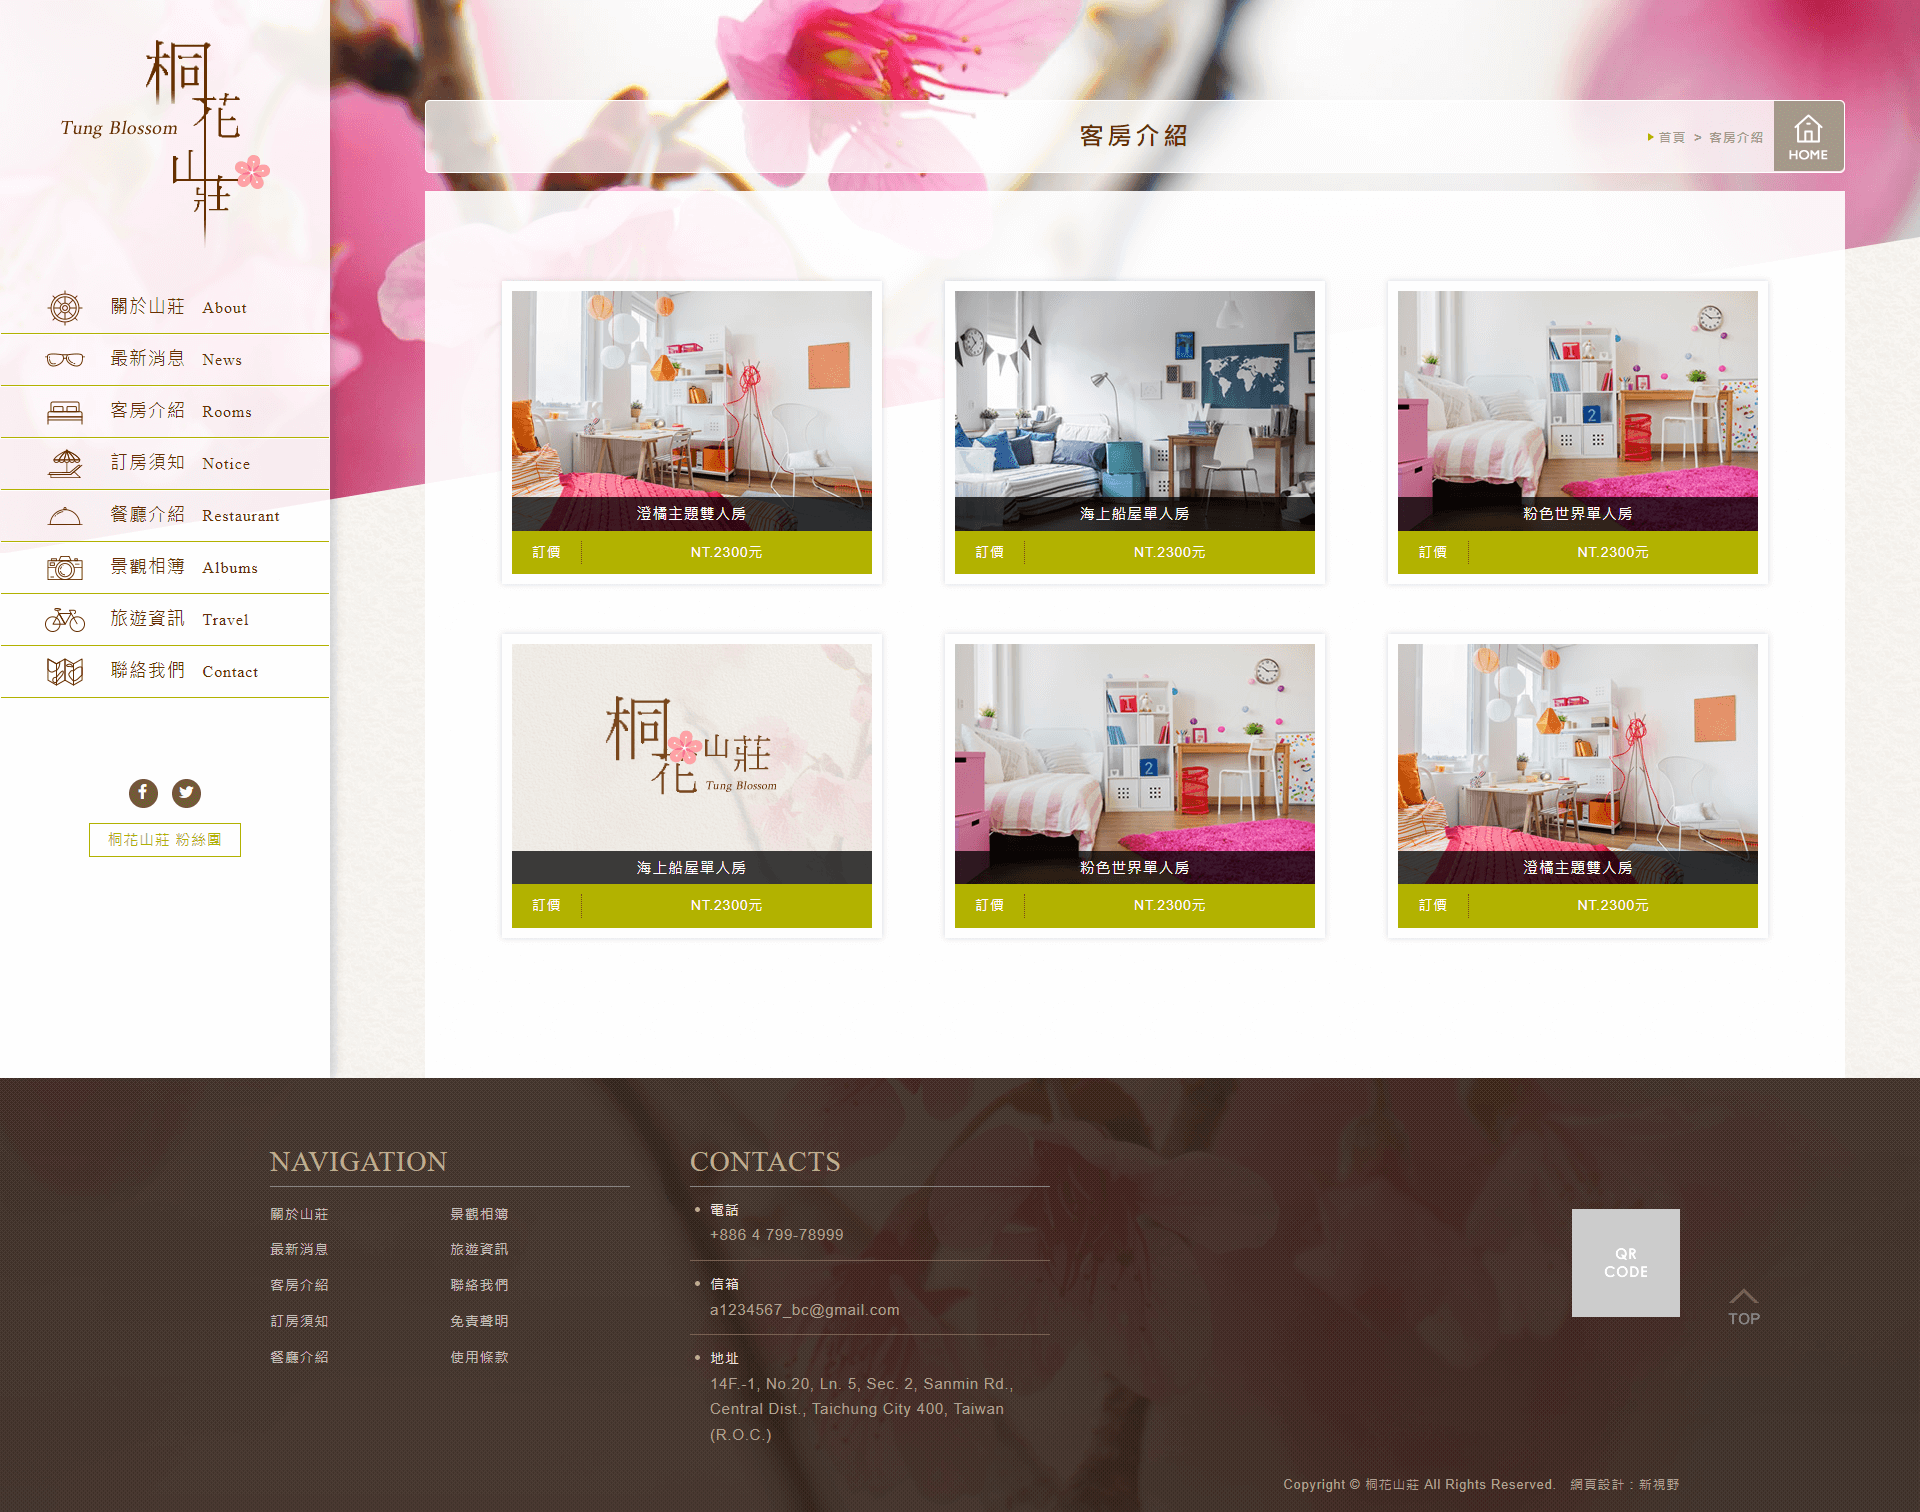 桐花山莊
Tung Blossom
關於山莊 About
最新消息 News
客房介紹 Rooms
訂房須知 Notice
餐廳介紹 Restaurant
景觀相簿 Albums
旅遊資訊 Travel
聯絡我們 Contact
桐花山莊 粉絲團
客房介紹
首頁 > 客房介紹
HOME
澄橘主題雙人房
訂價 NT.2300元
海上船屋單人房
訂價 NT.2300元
粉色世界單人房
訂價 NT.2300元
桐花山莊
Tung Blossom
海上船屋單人房
訂價 NT.2300元
粉色世界單人房
訂價 NT.2300元
澄橘主題雙人房
訂價 NT.2300元
NAVIGATION
關於山莊 景觀相簿
最新消息 旅遊資訊
客房介紹 聯絡我們
訂房須知 免責聲明
餐廳介紹 使用條款
CONTACTS
電話
+886 4 799-78999
信箱
a1234567_bc@gmail.com
地址
14F.-1, No.20, Ln. 5, Sec. 2, Sanmin Rd.,
Central Dist., Taichung City 400, Taiwan
(R.O.C.)
QR
CODE
TOP
Copyright © 桐花山莊 All Rights Reserved. 網頁設計：新視野